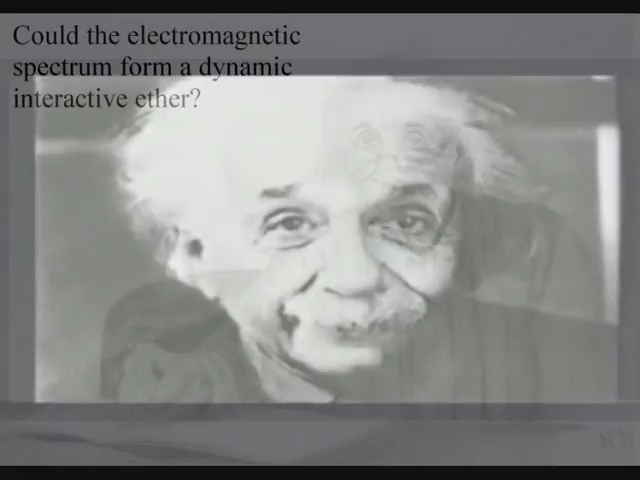 Could the electromagnetic
spectrum form a dynamic
interactive ether?